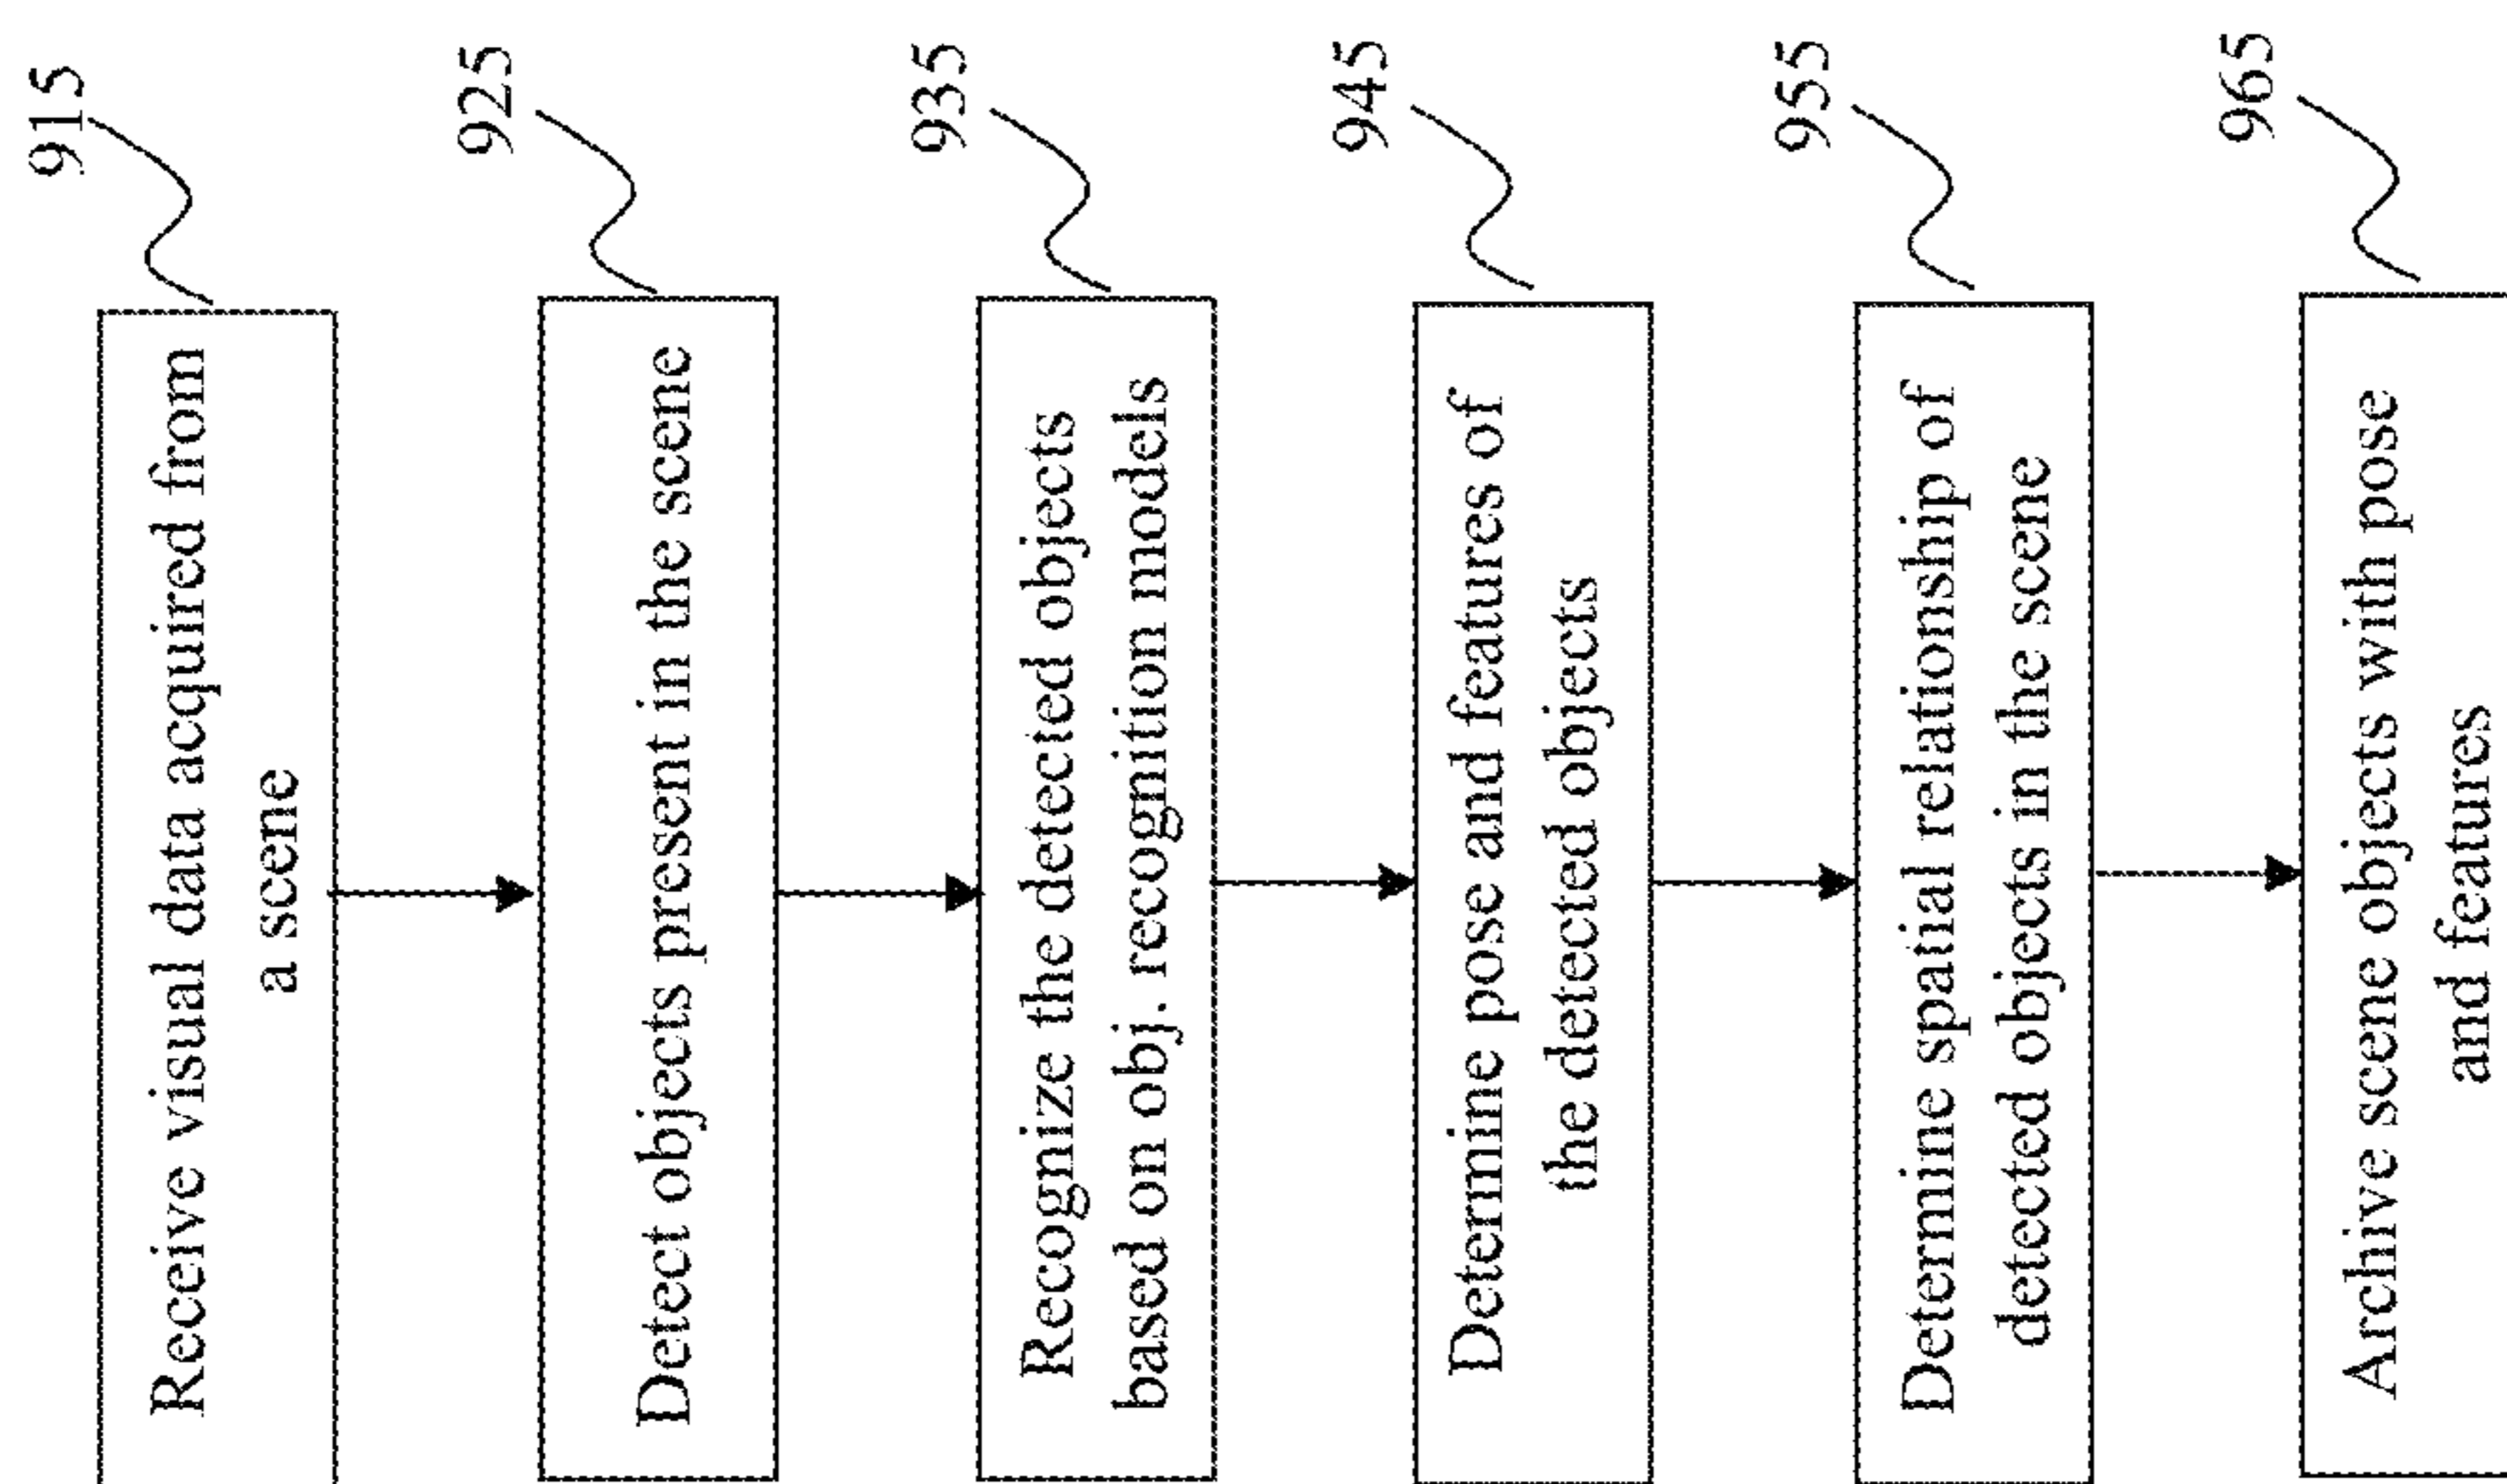 915
Receive visual data acquired from
a scene
925
Detect objects present in the scene
935
Recognize the detected objects
based on obj. recognition models
945
Determine pose and features of
the detected objects
955
Determine spatial relationship of
detected objects in the scene
965
Archive scene objects with pose
and features